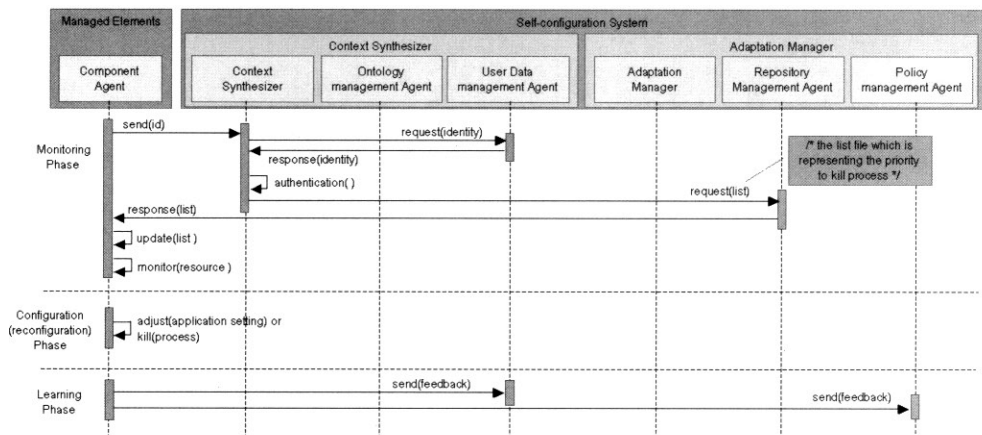 Managed Elements
Self-configuration System
Context Synthesizer
Adaptation Manager
Component
Agent
Context
Synthesizer
Ontology
management Agent
User Data
management Agent
Adaptation
Manager
Repository
Management Agent
Policy
management Agent
Monitoring
Phase
send(id)
request(identity)
response(identity)
authentication( )
/* the list file which is
representing the priority
to kill process */
request(list)
response(list)
update(list )
monitor(resource )
Configuration
(reconfiguration)
Phase
adjust(application setting) or
kill(process)
Learning
Phase
send(feedback)
send(feedback)